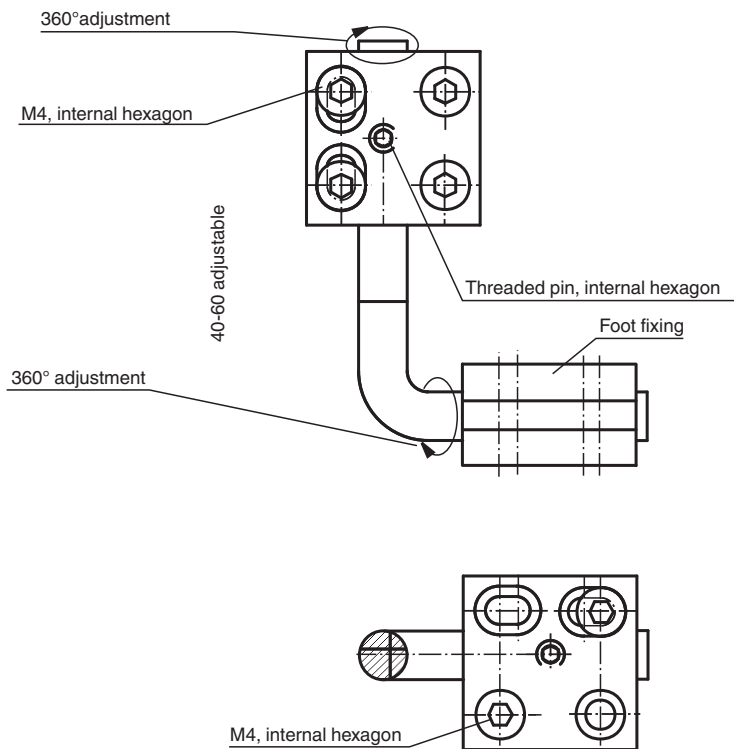 360°adjustment
M4, internal hexagon
40-60 adjustable
Threaded pin, internal hexagon
Foot fixing
360° adjustment
M4, internal hexagon